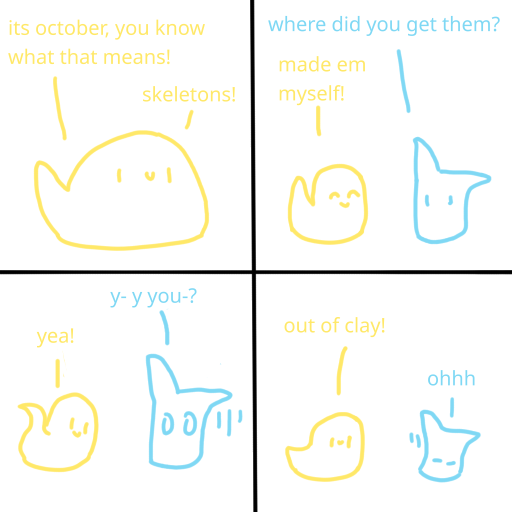 its october, you know
what that means!
skeletons!
where did you get them?
made em
myself!
y- y you-?
yea!
out of clay!
ohhh